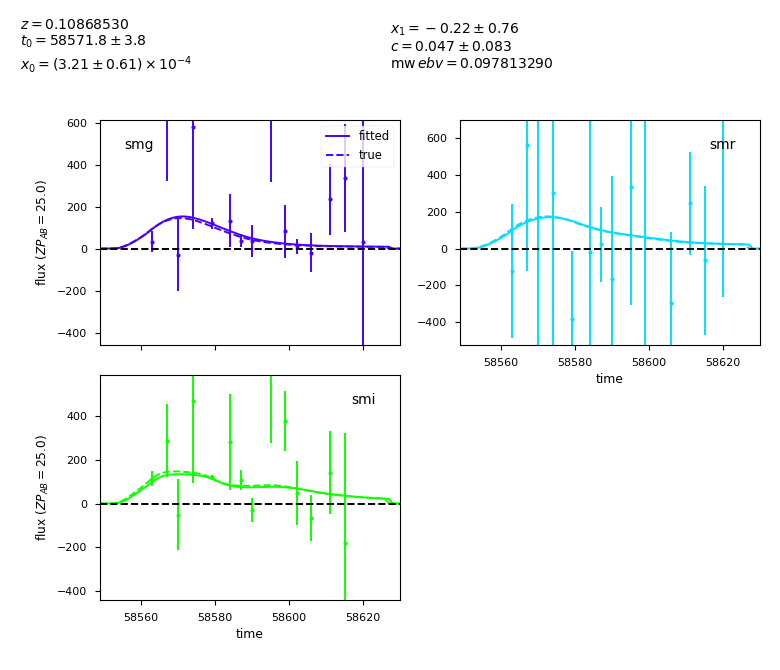 z = 0.10868530
t₀ = 58571.8 ± 3.8
x₀ = (3.21 ± 0.61) × 10⁻⁴
x₁ = −0.22 ± 0.76
c = 0.047 ± 0.083
mw ebv = 0.097813290
smg
fitted
true
600
400
200
0
−200
−400
flux (ZP_AB = 25.0)
smr
600
400
200
0
−200
−400
58560 58580 58600 58620
time
smi
400
200
0
−200
−400
flux (ZP_AB = 25.0)
58560 58580 58600 58620
time